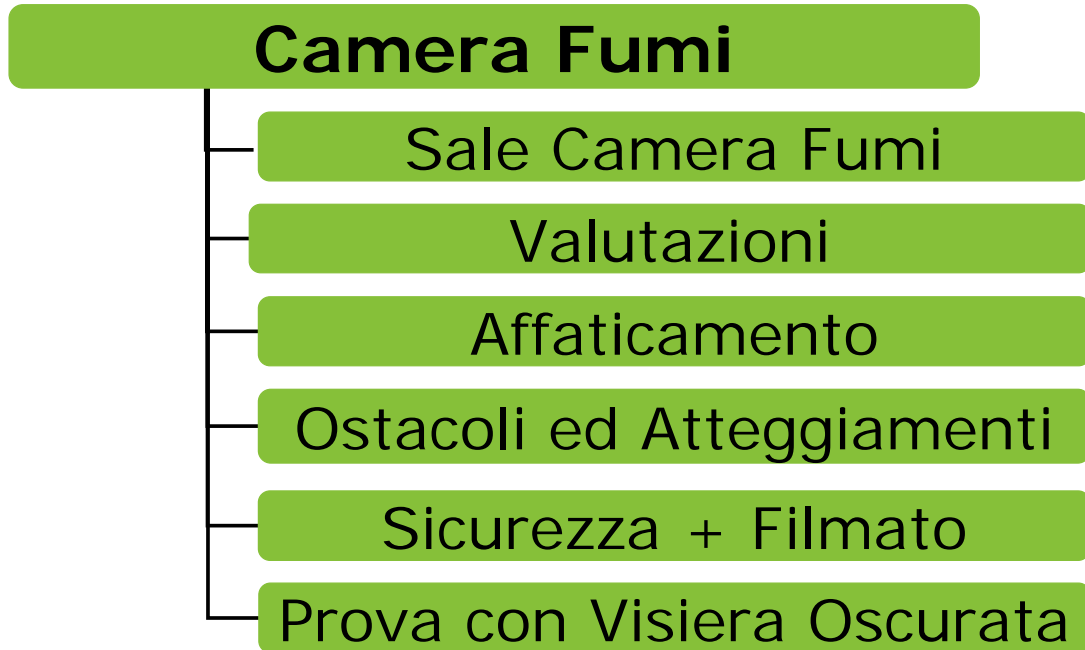 Camera Fumi
Sale Camera Fumi
Valutazioni
Affaticamento
Ostacoli ed Atteggiamenti
Sicurezza + Filmato
Prova con Visiera Oscurata